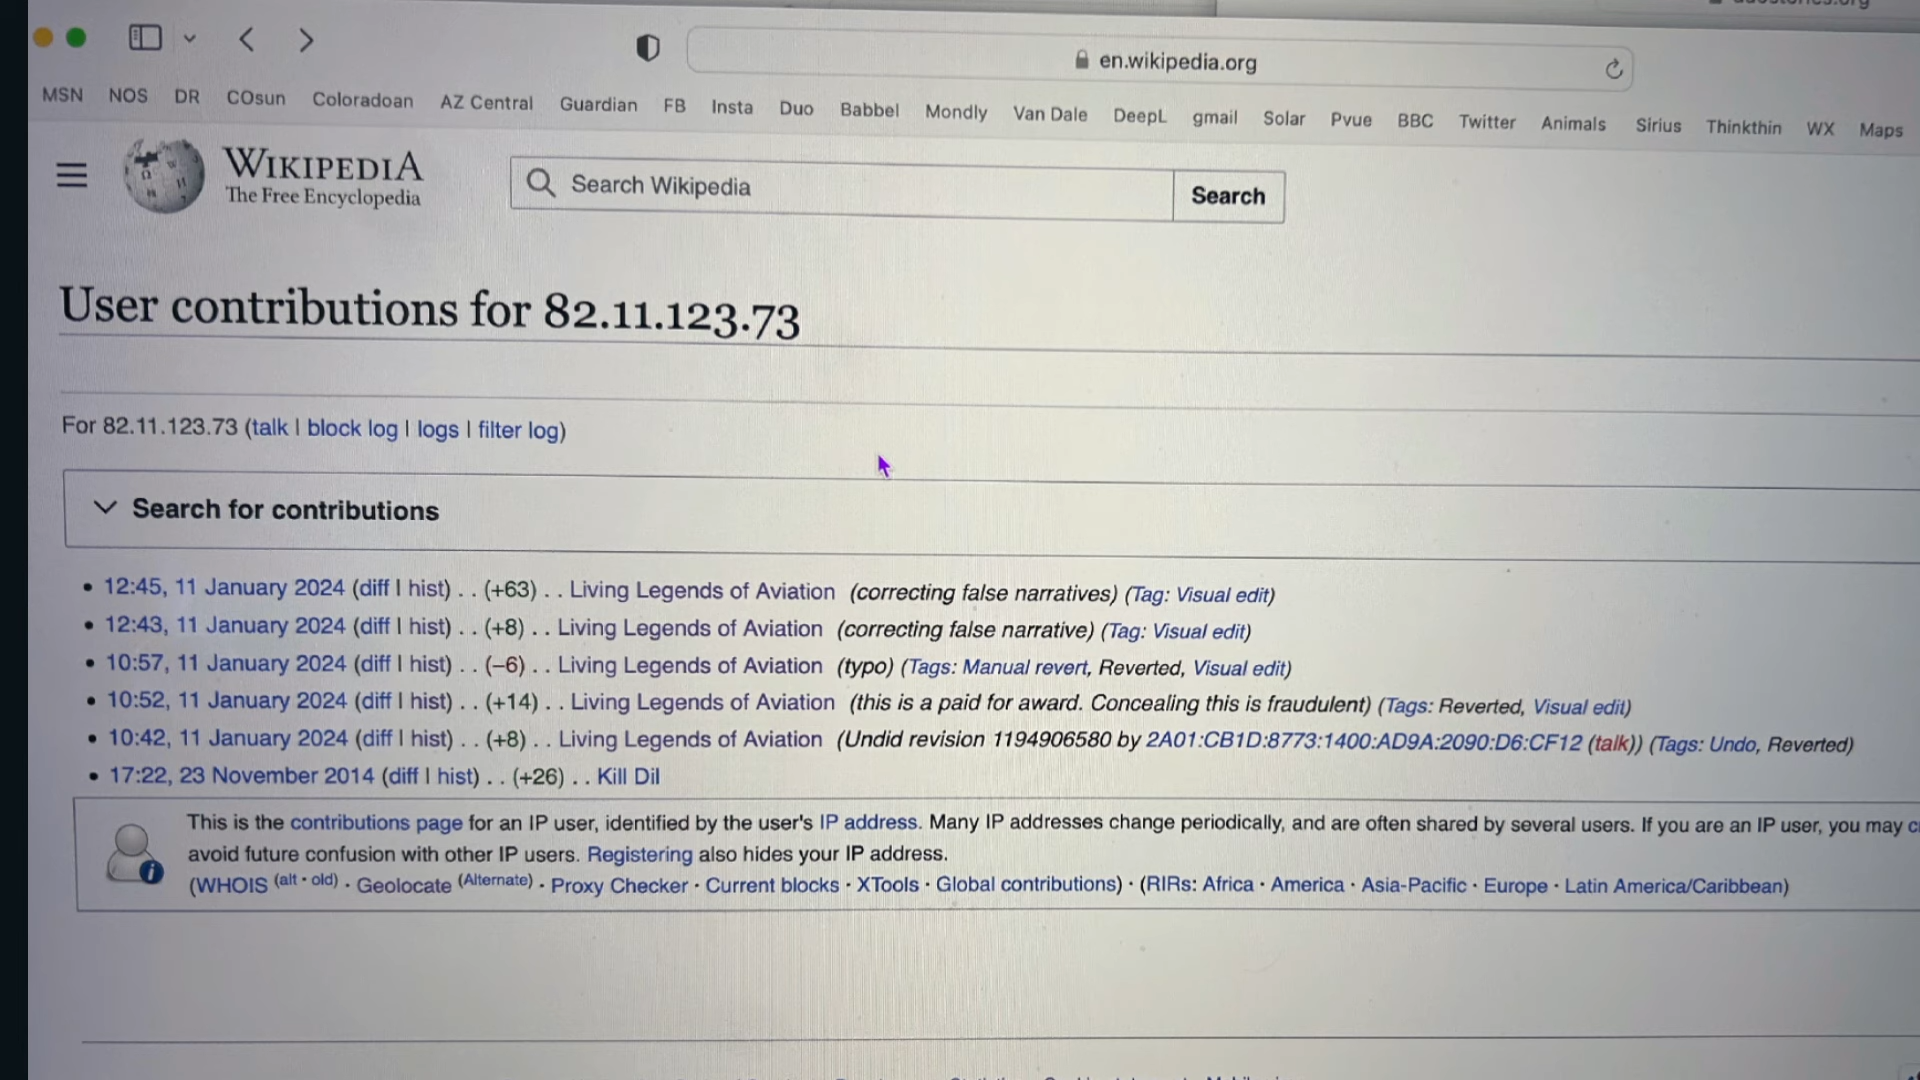 en.wikipedia.org
MSN NOS DR COsun Coloradoan AZ Central Guardian FB Insta Duo Babbel Mondly Van Dale DeepL gmail Solar Pvue BBC Twitter Animals Sirius Thinkthin WX Maps
WIKIPEDIA
The Free Encyclopedia
Search Wikipedia
Search
User contributions for 82.11.123.73
For 82.11.123.73 (talk | block log | logs | filter log)
Search for contributions
• 12:45, 11 January 2024 (diff | hist) . . (+63) . . Living Legends of Aviation (correcting false narratives) (Tag: Visual edit)
• 12:43, 11 January 2024 (diff | hist) . . (+8) . . Living Legends of Aviation (correcting false narrative) (Tag: Visual edit)
• 10:57, 11 January 2024 (diff | hist) . . (−6) . . Living Legends of Aviation (typo) (Tags: Manual revert, Reverted, Visual edit)
• 10:52, 11 January 2024 (diff | hist) . . (+14) . . Living Legends of Aviation (this is a paid for award. Concealing this is fraudulent) (Tags: Reverted, Visual edit)
• 10:42, 11 January 2024 (diff | hist) . . (+8) . . Living Legends of Aviation (Undid revision 1194906580 by 2A01:CB1D:8773:1400:AD9A:2090:D6:CF12 (talk)) (Tags: Undo, Reverted)
• 17:22, 23 November 2014 (diff | hist) . . (+26) . . Kill Dil
This is the contributions page for an IP user, identified by the user's IP address. Many IP addresses change periodically, and are often shared by several users. If you are an IP user, you may
avoid future confusion with other IP users. Registering also hides your IP address.
(WHOIS (alt · old) · Geolocate (Alternate) · Proxy Checker · Current blocks · XTools · Global contributions) · (RIRs: Africa · America · Asia-Pacific · Europe · Latin America/Caribbean)